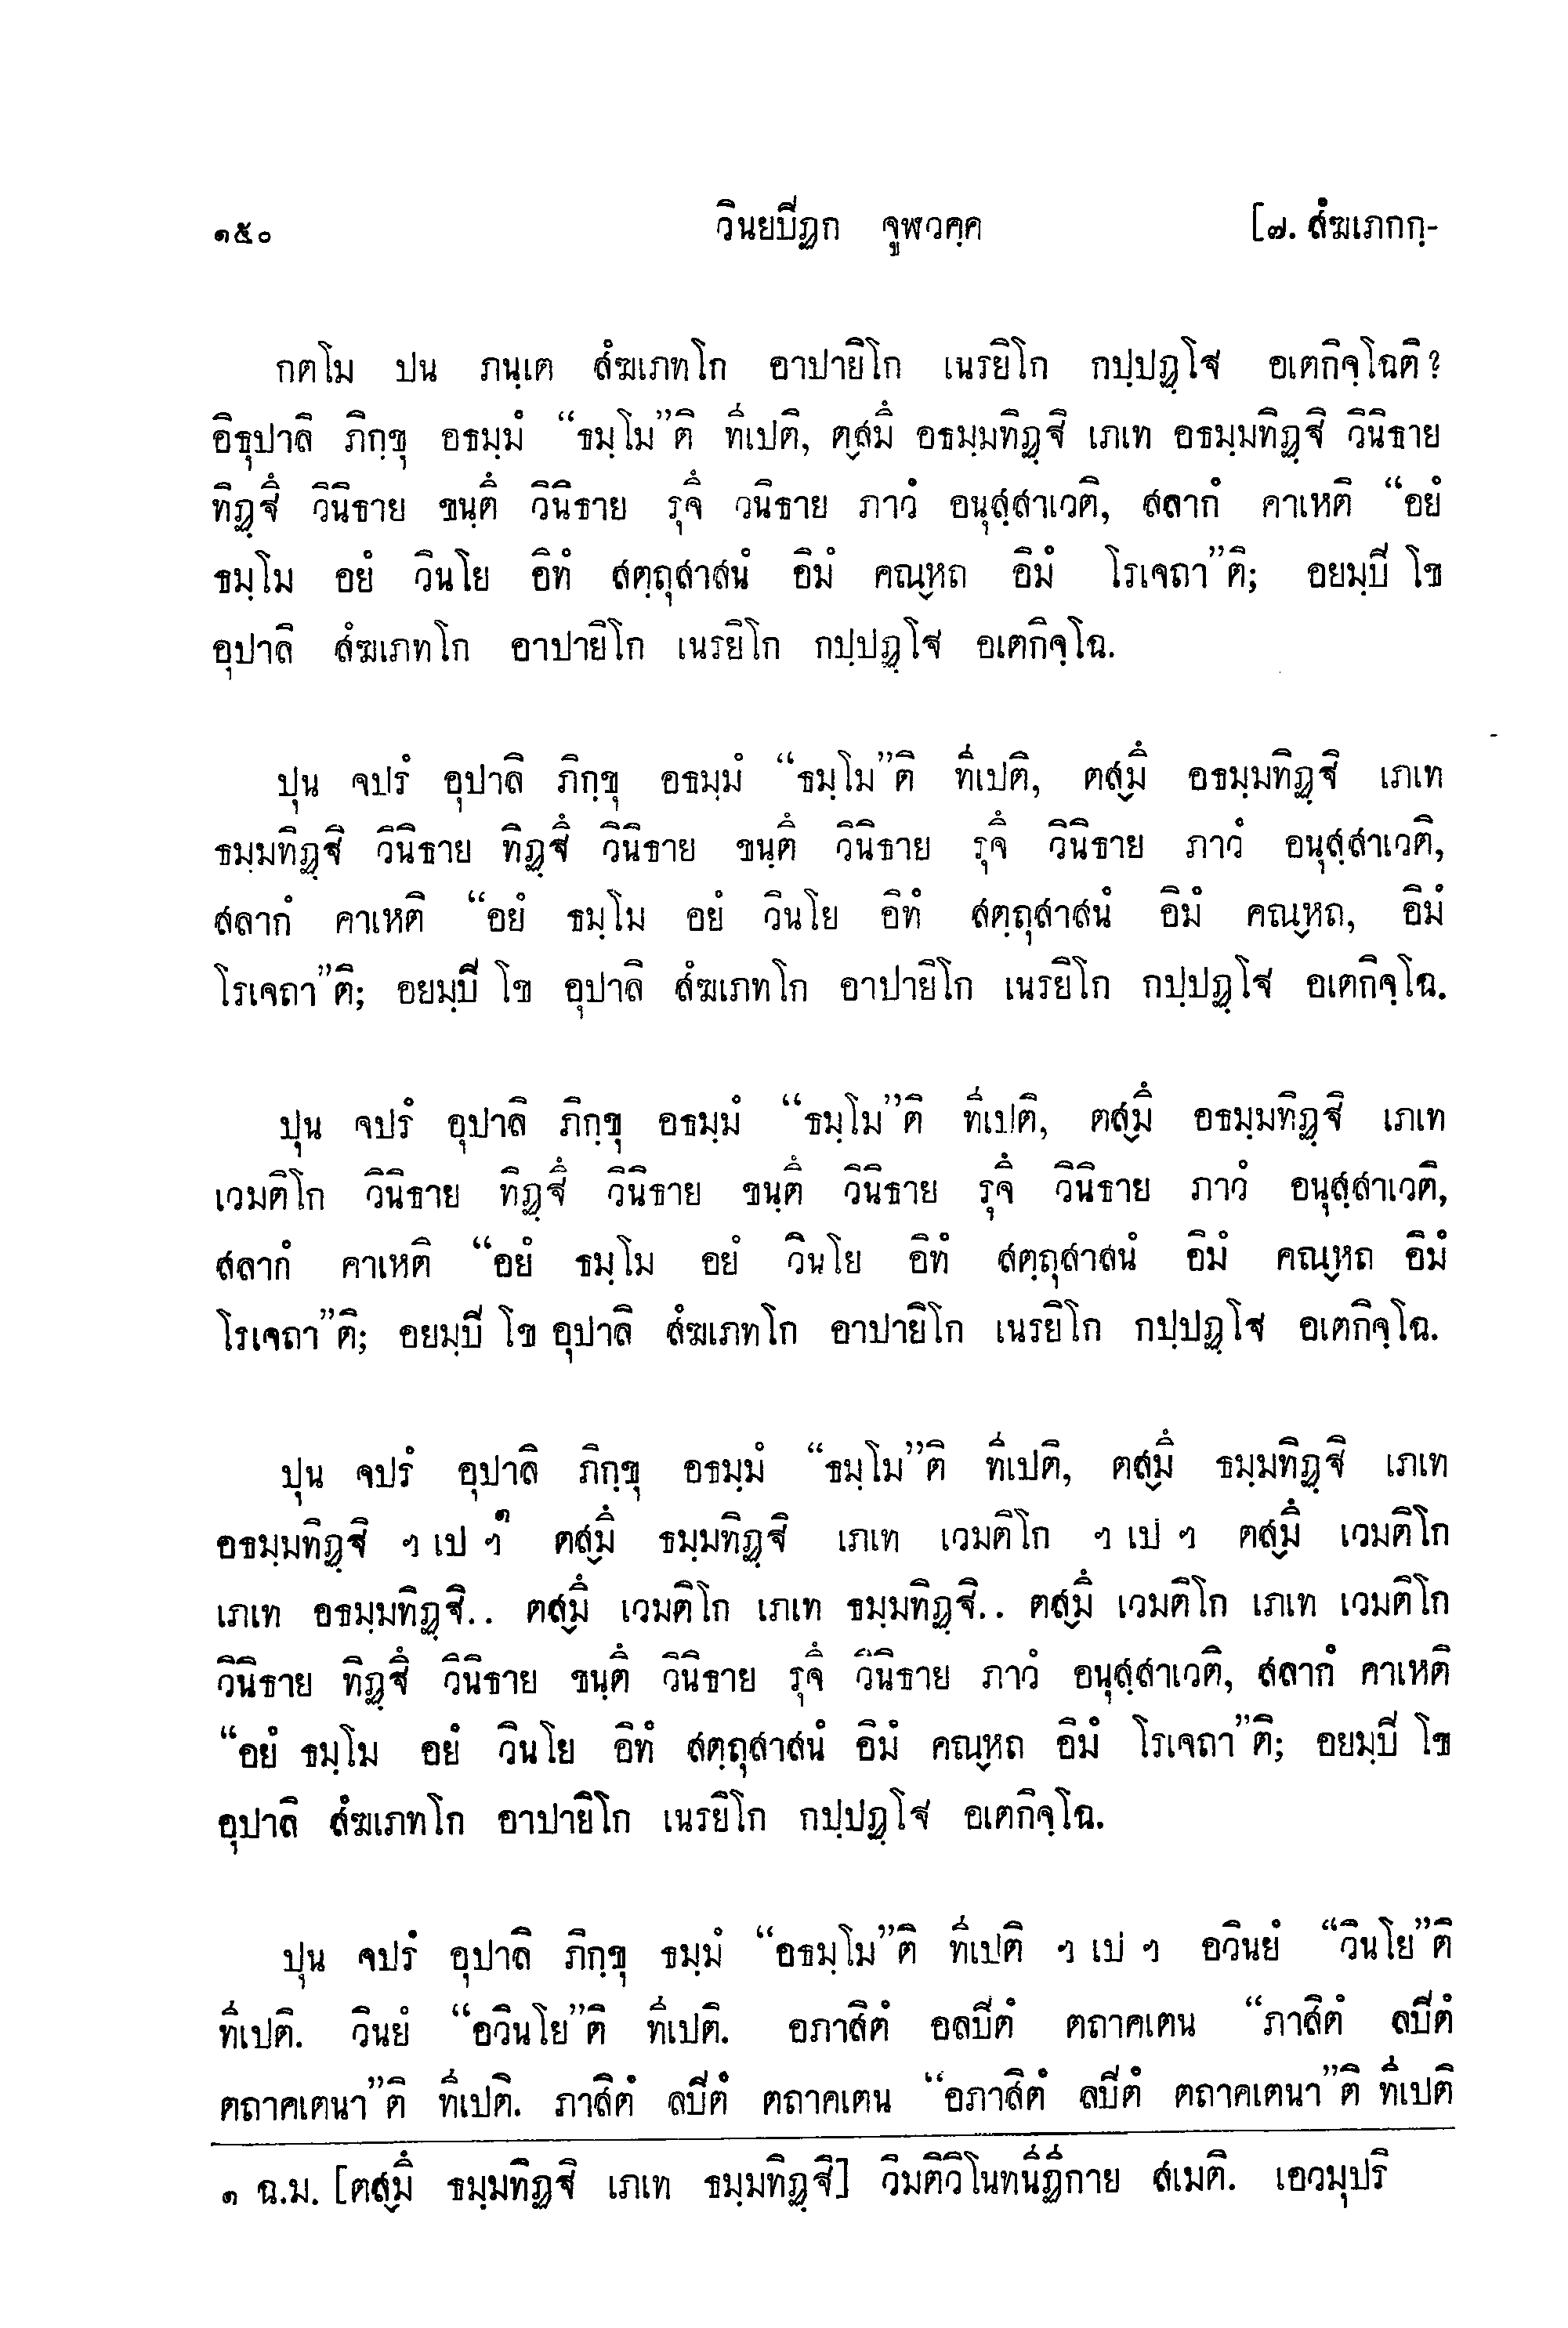 ๑๕๐ วินยปิฏก จูฬวคฺค [๗. สํฆเภกกฺ-
กตโม ปน ภนฺเต สํฆเภทโก อาปายิโก เนรยิโก กปฺปฏฺโฐ อเตกิจฺโฉติ?
อิธุปาลิ ภิกฺขุ อธมฺมํ “ธมฺโม”ติ ทีเปติ, ตสฺมึ อธมฺมทิฏฺฐิ เภเท อธมฺมทิฏฺฐิ วินิธาย
ทิฏฺฐึ วินิธาย ขนฺตึ วินิธาย รุจึ วนิธาย ภาวํ อนุสฺสาเวติ, สลากํ คาเหติ “อยํ
ธมฺโม อยํ วินโย อิทํ สตฺถุสาสนํ อิมํ คณฺหถ อิมํ โรเจถา”ติ; อยมฺปิ โข
อุปาลิ สํฆเภทโก อาปายิโก เนรยิโก กปฺปฏฺโฐ อเตกิจฺโฉ.
ปุน จปรํ อุปาลิ ภิกฺขุ อธมฺมํ “ธมฺโม”ติ ทีเปติ, ตสฺมึ อธมฺมทิฏฺฐิ เภเท
ธมฺมทิฏฺฐิ วินิธาย ทิฏฺฐึ วินิธาย ขนฺตึ วินิธาย รุจึ วินิธาย ภาวํ อนุสฺสาเวติ,
สลากํ คาเหติ “อยํ ธมฺโม อยํ วินโย อิทํ สตฺถุสาสนํ อิมํ คณฺหถ, อิมํ
โรเจถา”ติ; อยมฺปิ โข อุปาลิ สํฆเภทโก อาปายิโก เนรยิโก กปฺปฏฺโฐ อเตกิจฺโฉ.
ปุน จปรํ อุปาลิ ภิกฺขุ อธมฺมํ “ธมฺโม”ติ ทีเปติ, ตสฺมึ อธมฺมทิฏฺฐิ เภเท
เวมติโก วินิธาย ทิฏฺฐึ วินิธาย ขนฺตึ วินิธาย รุจึ วินิธาย ภาวํ อนุสฺสาเวติ,
สลากํ คาเหติ “อยํ ธมฺโม อยํ วินโย อิทํ สตฺถุสาสนํ อิมํ คณฺหถ อิมํ
โรเจถา”ติ; อยมฺปิ โข อุปาลิ สํฆเภทโก อาปายิโก เนรยิโก กปฺปฏฺโฐ อเตกิจฺโฉ.
ปุน จปรํ อุปาลิ ภิกฺขุ อธมฺมํ “ธมฺโม”ติ ทีเปติ, ตสฺมึ ธมฺมทิฏฺฐิ เภเท
อธมฺมทิฏฺฐิ ฯ เป ฯ๑ ตสฺมึ ธมฺมทิฏฺฐิ เภเท เวมติโก ฯ เป ฯ ตสฺมึ เวมติโก
เภเท อธมฺมทิฏฺฐิ.. ตสฺมึ เวมติโก เภเท ธมฺมทิฏฺฐิ.. ตสฺมึ เวมติโก เภเท เวมติโก
วินิธาย ทิฏฺฐึ วินิธาย ขนฺตึ วินิธาย รุจึ วินิธาย ภาวํ อนุสฺสาเวติ, สลากํ คาเหติ
“อยํ ธมฺโม อยํ วินโย อิทํ สตฺถุสาสนํ อิมํ คณฺหถ อิมํ โรเจถา”ติ; อยมฺปิ โข
อุปาลิ สํฆเภทโก อาปายิโก เนรยิโก กปฺปฏฺโฐ อเตกิจฺโฉ.
ปุน จปรํ อุปาลิ ภิกฺขุ ธมฺมํ “อธมฺโม”ติ ทีเปติ ฯ เป ฯ อวินยํ “วินโย”ติ
ทีเปติ. วินยํ “อวินโย”ติ ทีเปติ. อภาสิตํ อลปิตํ ตถาคเตน “ภาสิตํ ลปิตํ
ตถาคเตนา”ติ ทีเปติ. ภาสิตํ ลปิตํ ตถาคเตน “อภาสิตํ ลปิตํ ตถาคเตนา”ติ ทีเปติ
๑ ฉ.ม. [ตสฺมึ ธมฺมทิฏฺฐิ เภเท ธมฺมทิฏฺฐิ] วิมติวิโนทนีฏีกาย สเมติ. เอวมุปริ